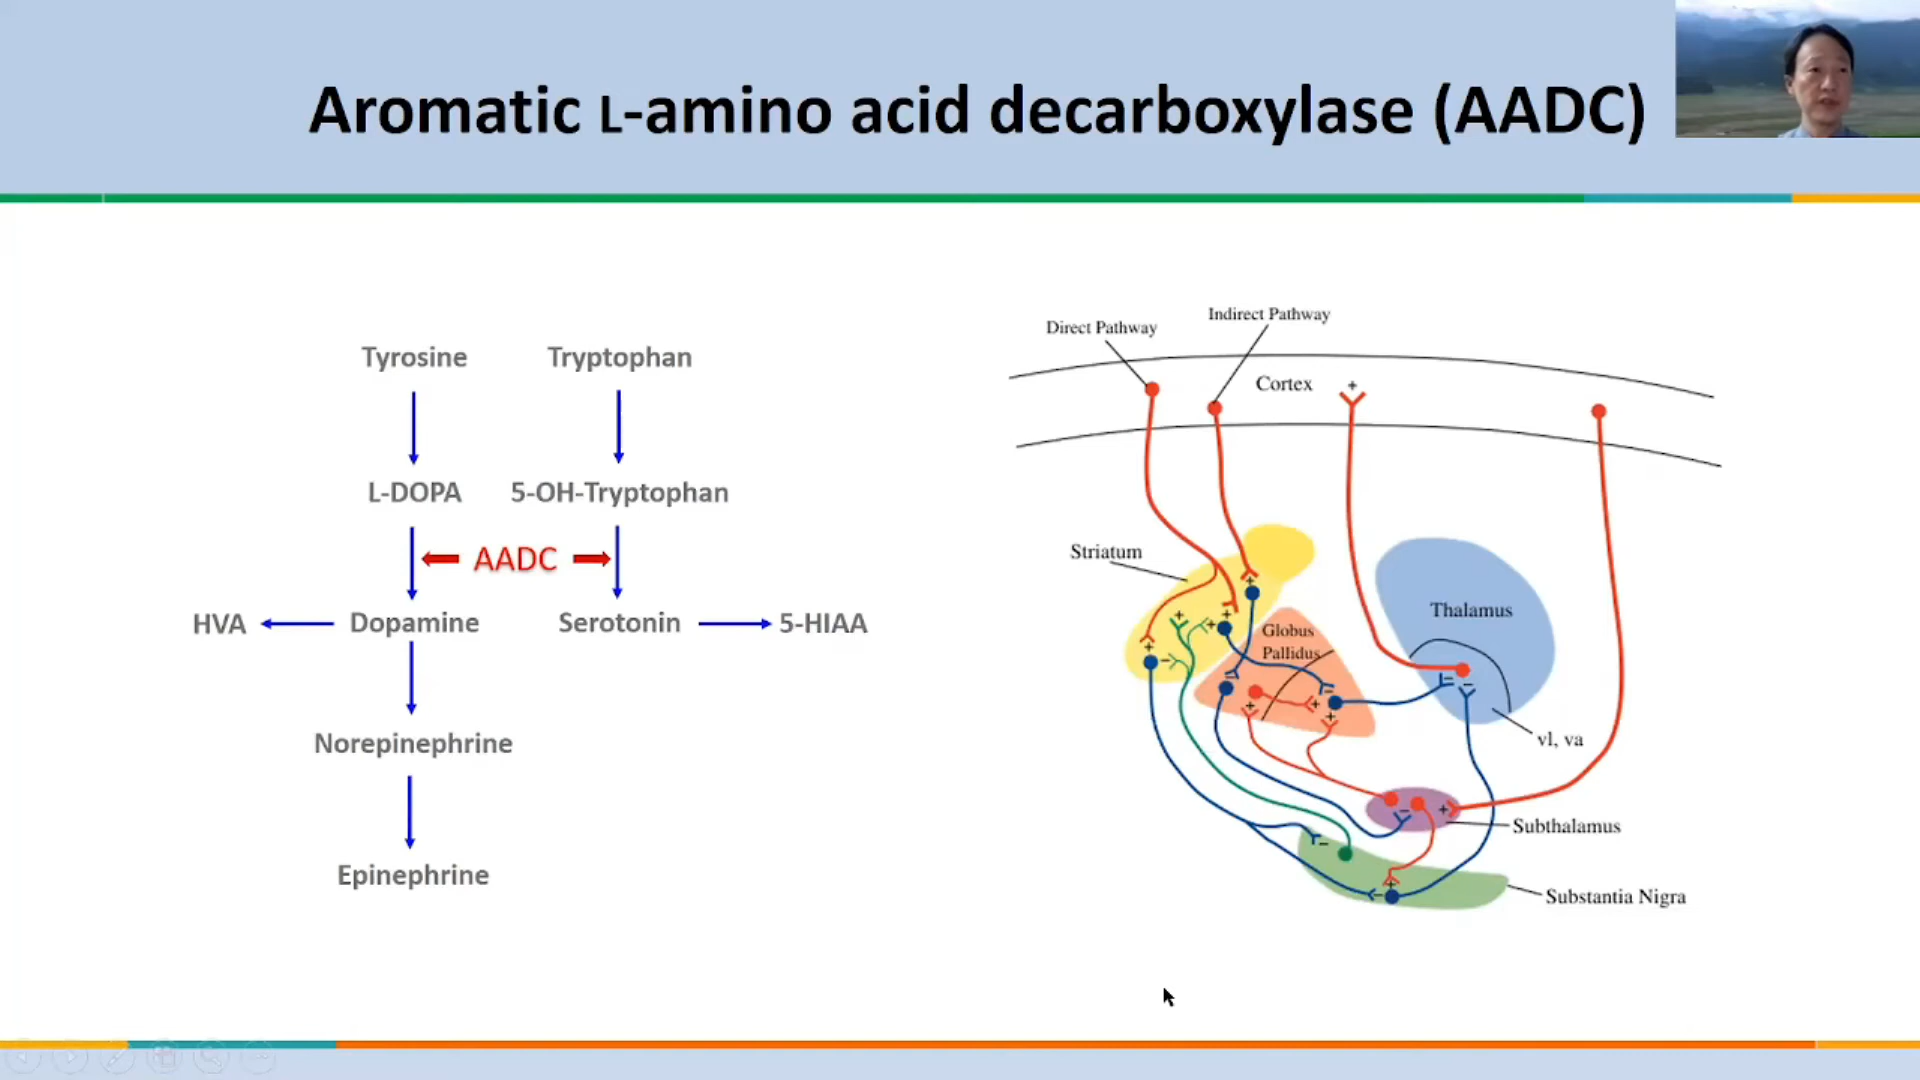 Aromatic L-amino acid decarboxylase (AADC)
Tyrosine
Tryptophan
L-DOPA
5-OH-Tryptophan
AADC
HVA
Dopamine
Serotonin
5-HIAA
Norepinephrine
Epinephrine
Direct Pathway
Indirect Pathway
Cortex
+
Striatum
Thalamus
Globus
Pallidus
vl, va
Subthalamus
Substantia Nigra